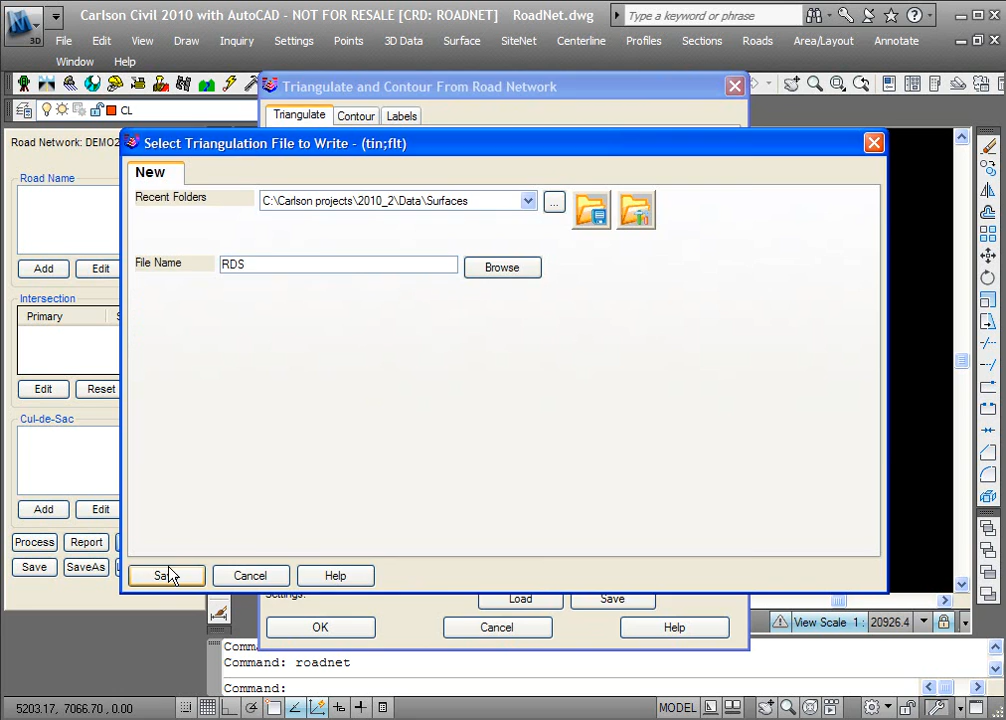 Carlson Civil 2010 with AutoCAD - NOT FOR RESALE [CRD: ROADNET] RoadNet.dwg
Type a keyword or phrase
3D
File Edit View Draw Inquiry Settings Points 3D Data Surface SiteNet Centerline Profiles Sections Roads Area/Layout Annotate
Window Help
CL
Triangulate and Contour From Road Network
Triangulate Contour Labels
Road Network: DEMO2
Select Triangulation File to Write - (tin;flt)
New
Recent Folders C:\Carlson projects\2010_2\Data\Surfaces ...
File Name RDS Browse
Road Name
Add Edit
Intersection
Primary S
Edit Reset
Cul-de-Sac
Add Edit
Process Report
Save SaveAs
Cancel Help
Settings: Load Save
OK Cancel Help
View Scale 1 : 20926.4
Command: roadnet
Command:
5203.17, 7066.70, 0.00
MODEL